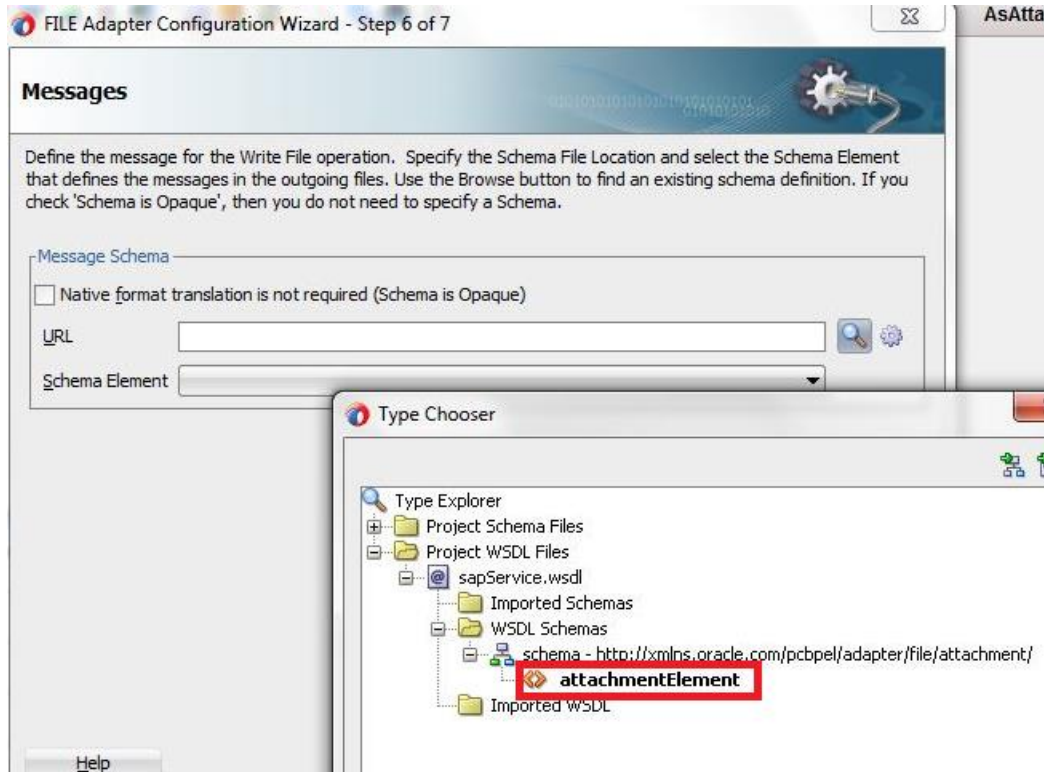 FILE Adapter Configuration Wizard - Step 6 of 7
AsAtta
Messages
Define the message for the Write File operation. Specify the Schema File Location and select the Schema Element
that defines the messages in the outgoing files. Use the Browse button to find an existing schema definition. If you
check 'Schema is Opaque', then you do not need to specify a Schema.
Message Schema
Native format translation is not required (Schema is Opaque)
URL
Schema Element
Type Chooser
Type Explorer
Project Schema Files
Project WSDL Files
sapService.wsdl
Imported Schemas
WSDL Schemas
schema - http://xmlns.oracle.com/pcbpel/adapter/file/attachment/
attachmentElement
Imported WSDL
Help